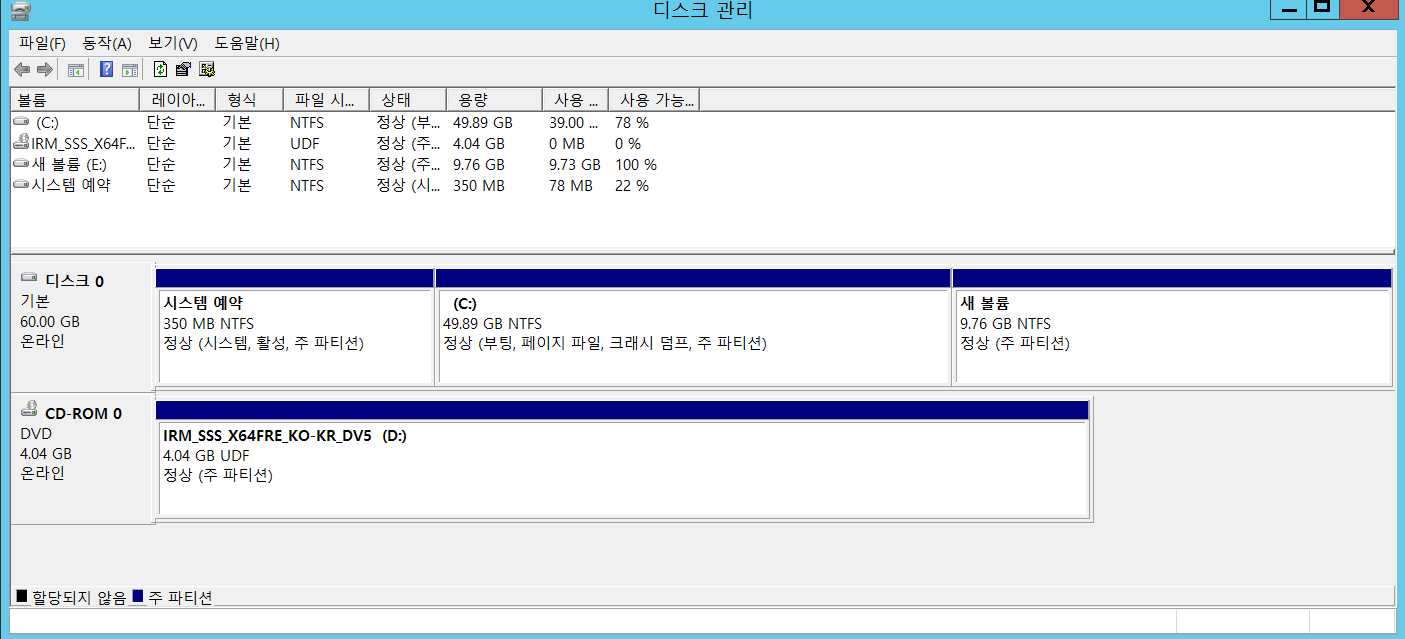 디스크 관리
파일(F) 동작(A) 보기(V) 도움말(H)
볼륨 레이아... 형식 파일 시... 상태 용량 사용 ... 사용 가능...
(C:) 단순 기본 NTFS 정상 (부... 49.89 GB 39.00 ... 78 %
IRM_SSS_X64F... 단순 기본 UDF 정상 (주... 4.04 GB 0 MB 0 %
새 볼륨 (E:) 단순 기본 NTFS 정상 (주... 9.76 GB 9.73 GB 100 %
시스템 예약 단순 기본 NTFS 정상 (시... 350 MB 78 MB 22 %
디스크 0
기본
60.00 GB
온라인
시스템 예약
350 MB NTFS
정상 (시스템, 활성, 주 파티션)
(C:)
49.89 GB NTFS
정상 (부팅, 페이지 파일, 크래시 덤프, 주 파티션)
새 볼륨
9.76 GB NTFS
정상 (주 파티션)
CD-ROM 0
DVD
4.04 GB
온라인
IRM_SSS_X64FRE_KO-KR_DV5 (D:)
4.04 GB UDF
정상 (주 파티션)
할당되지 않음 주 파티션